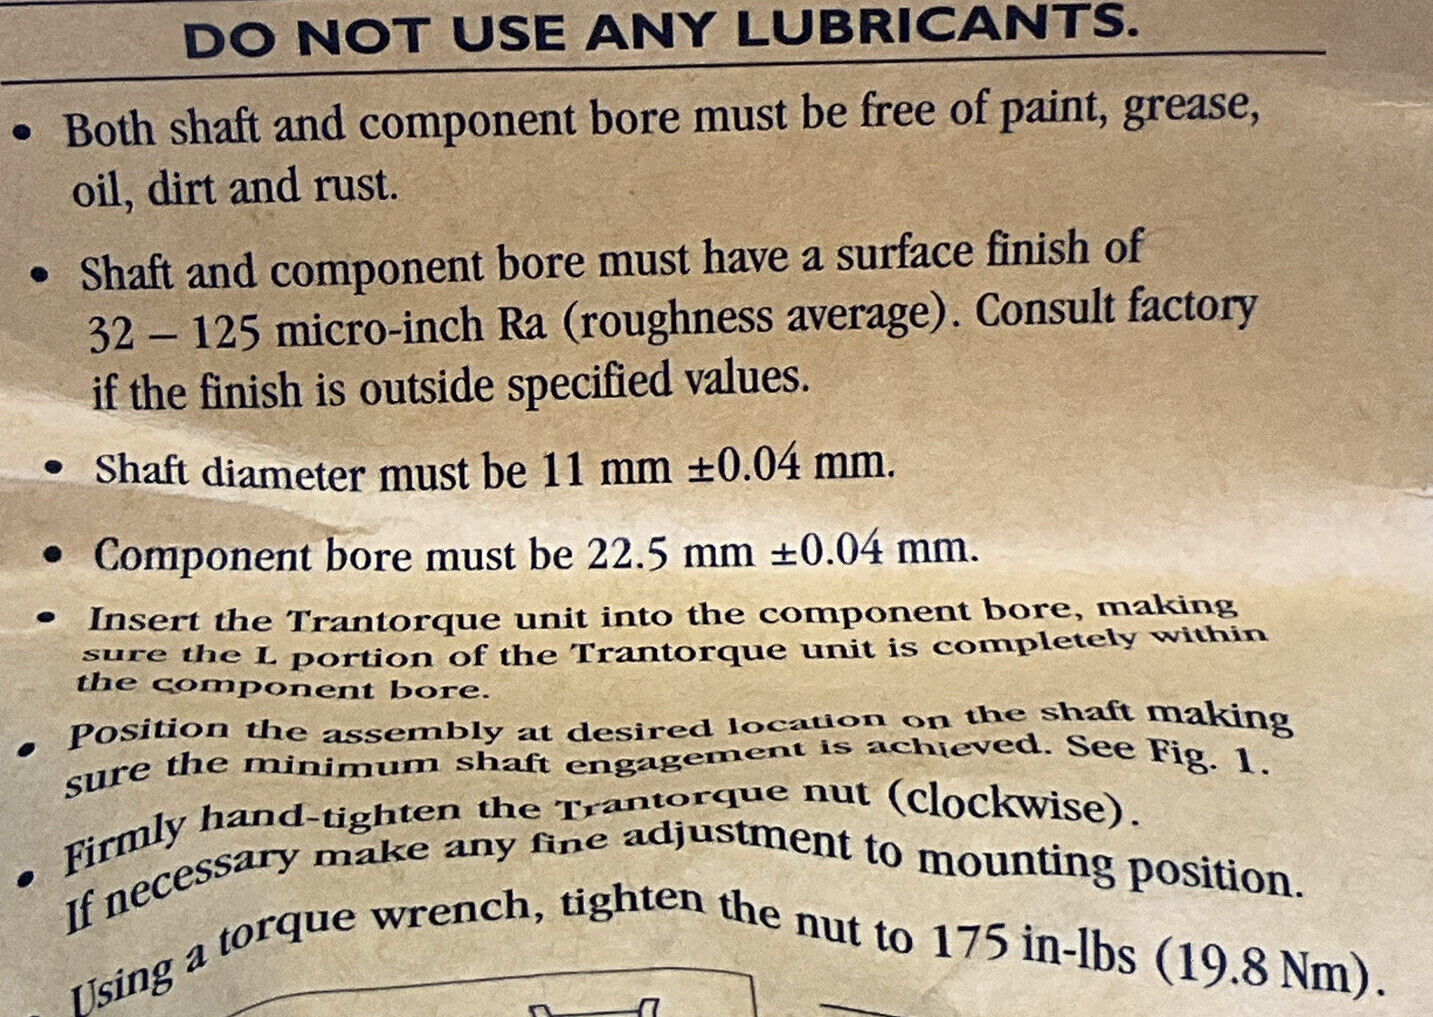 DO NOT USE ANY LUBRICANTS.
• Both shaft and component bore must be free of paint, grease,
oil, dirt and rust.
• Shaft and component bore must have a surface finish of
32 – 125 micro-inch Ra (roughness average). Consult factory
if the finish is outside specified values.
• Shaft diameter must be 11 mm ±0.04 mm.
• Component bore must be 22.5 mm ±0.04 mm.
• Insert the Trantorque unit into the component bore, making
sure the L portion of the Trantorque unit is completely within
the component bore.
• Position the assembly at desired location on the shaft making
sure the minimum shaft engagement is achieved. See Fig. 1.
• Firmly hand-tighten the Trantorque nut (clockwise).
If necessary make any fine adjustment to mounting position.
• Using a torque wrench, tighten the nut to 175 in-lbs (19.8 Nm).